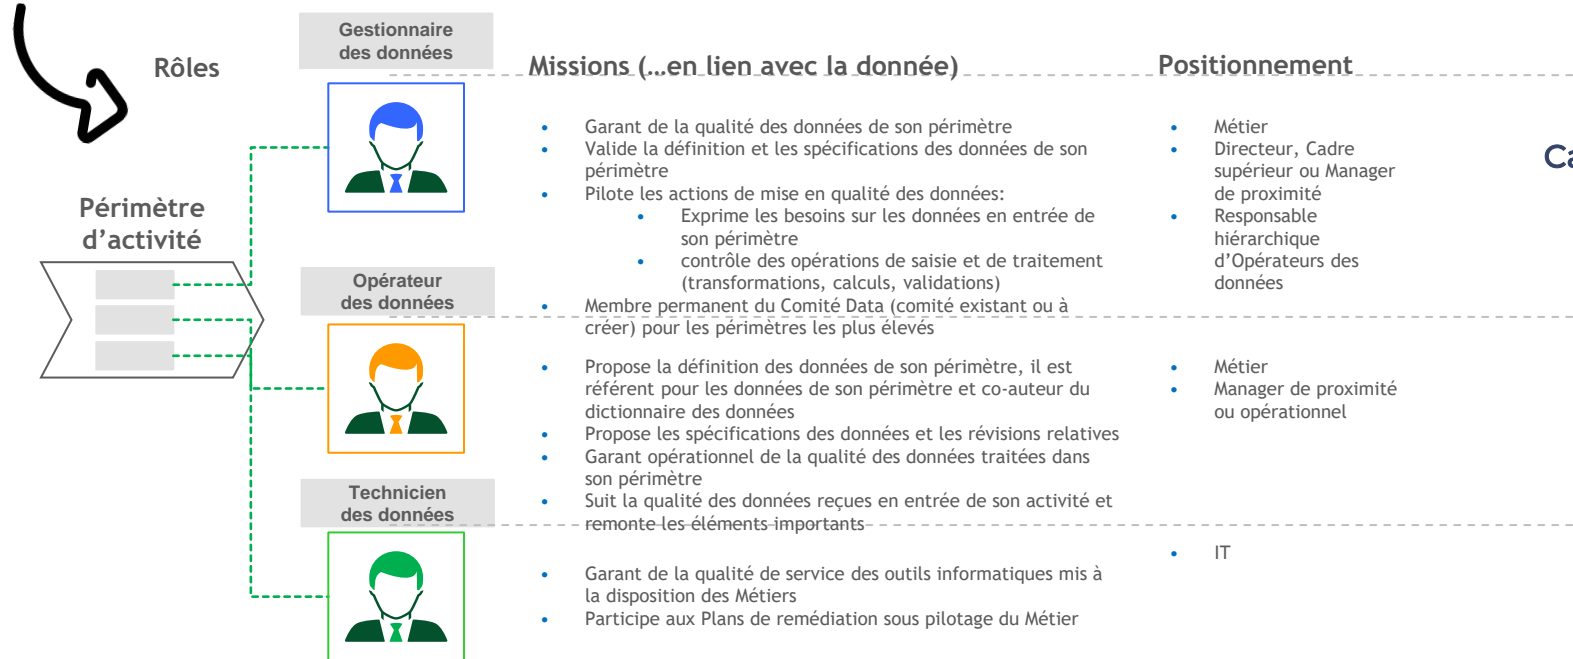 Gestionnaire
des données
Rôles
Missions (…en lien avec la donnée)
Positionnement
Périmètre
d’activité
• Garant de la qualité des données de son périmètre
• Valide la définition et les spécifications des données de son
périmètre
• Pilote les actions de mise en qualité des données:
• Exprime les besoins sur les données en entrée de
son périmètre
• contrôle des opérations de saisie et de traitement
(transformations, calculs, validations)
• Membre permanent du Comité Data (comité existant ou à
créer) pour les périmètres les plus élevés
• Métier
• Directeur, Cadre
supérieur ou Manager
de proximité
• Responsable
hiérarchique
d’Opérateurs des
données
Ca
Opérateur
des données
• Propose la définition des données de son périmètre, il est
référent pour les données de son périmètre et co-auteur du
dictionnaire des données
• Propose les spécifications des données et les révisions relatives
• Garant opérationnel de la qualité des données traitées dans
son périmètre
• Suit la qualité des données reçues en entrée de son activité et
remonte les éléments importants
• Métier
• Manager de proximité
ou opérationnel
Technicien
des données
• Garant de la qualité de service des outils informatiques mis à
la disposition des Métiers
• Participe aux Plans de remédiation sous pilotage du Métier
• IT